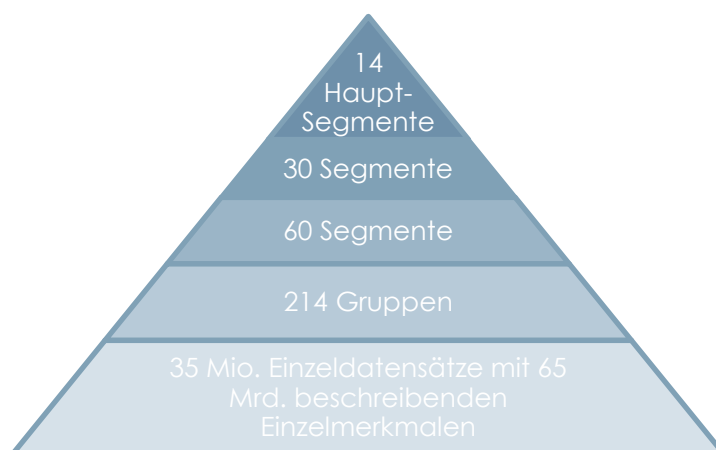 14
Haupt-
Segmente
30 Segmente
60 Segmente
214 Gruppen
35 Mio. Einzeldatensätze mit 65
Mrd. beschreibenden
Einzelmerkmalen